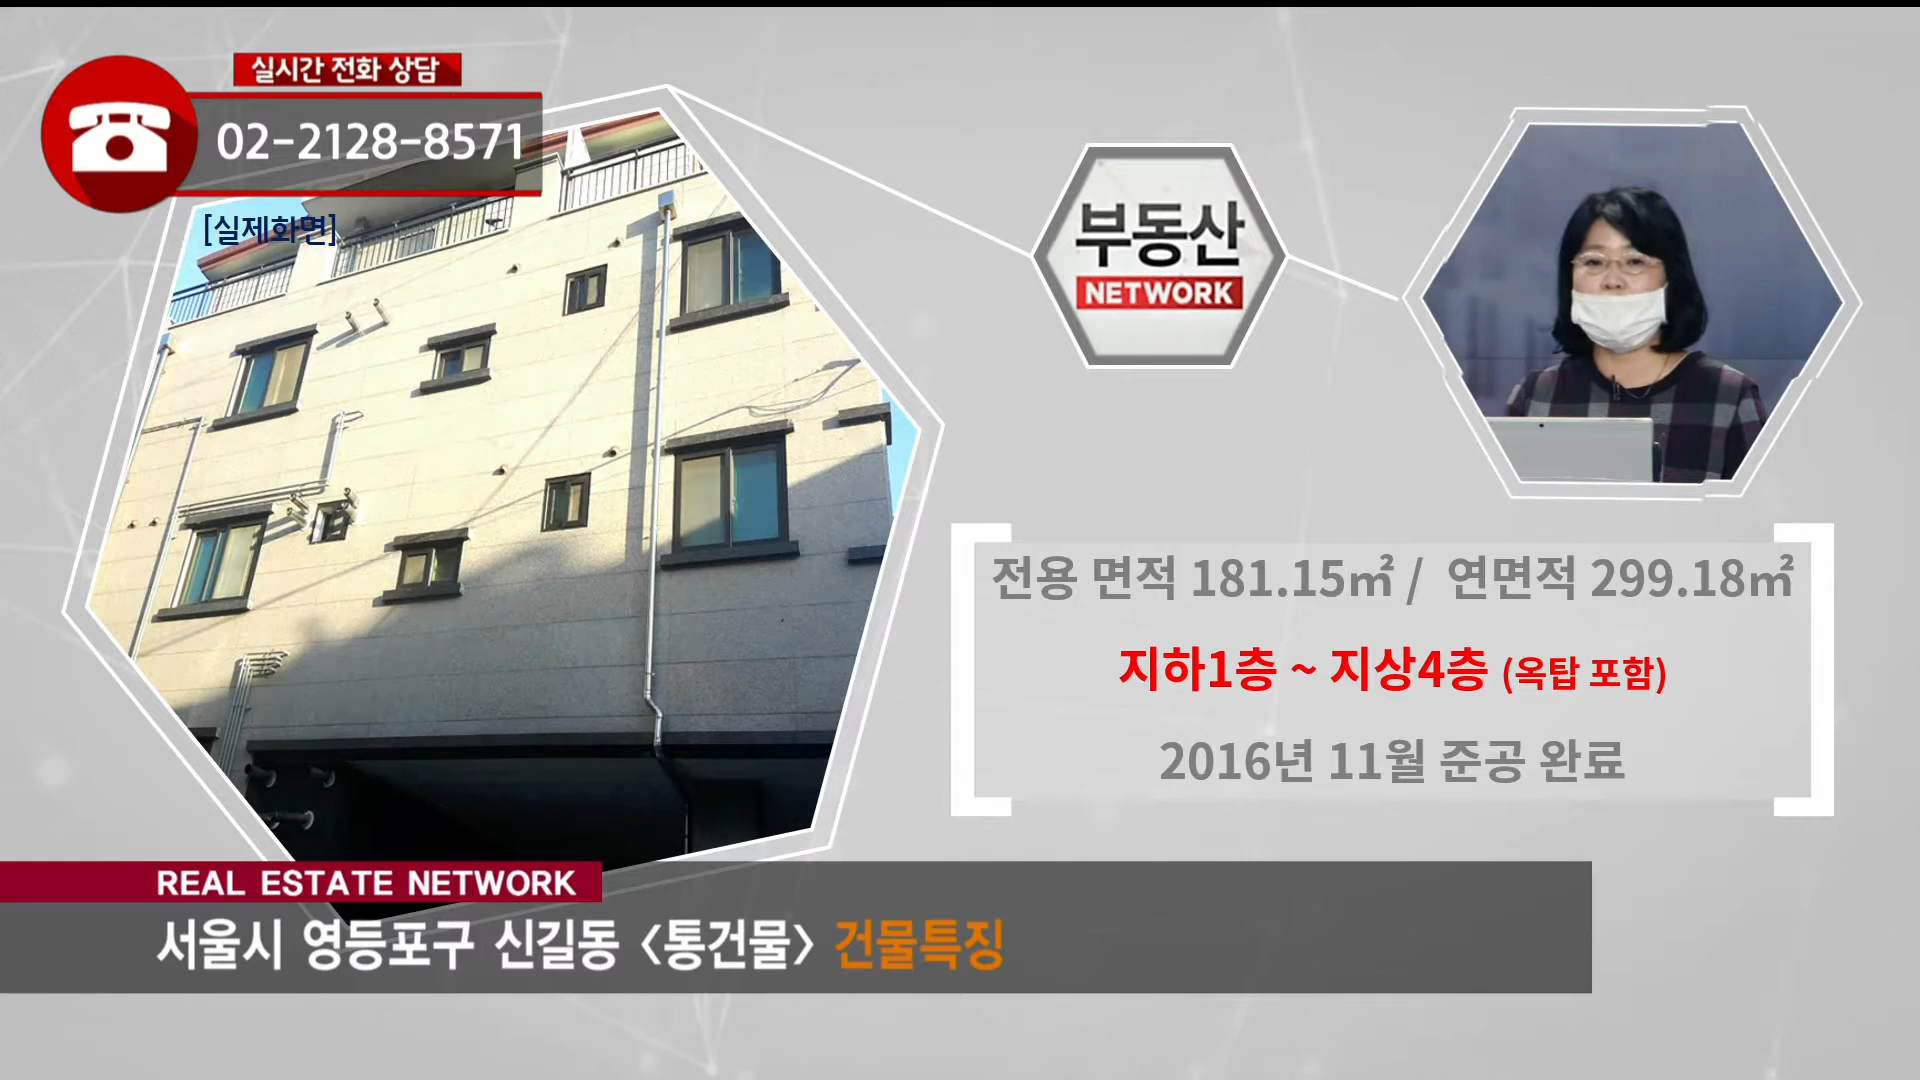 실시간 전화 상담
02-2128-8571
[실제화면]
부동산
NETWORK
전용 면적 181.15㎡ / 연면적 299.18㎡
지하1층 ~ 지상4층 (옥탑 포함)
2016년 11월 준공 완료
REAL ESTATE NETWORK
서울시 영등포구 신길동 <통건물> 건물특징